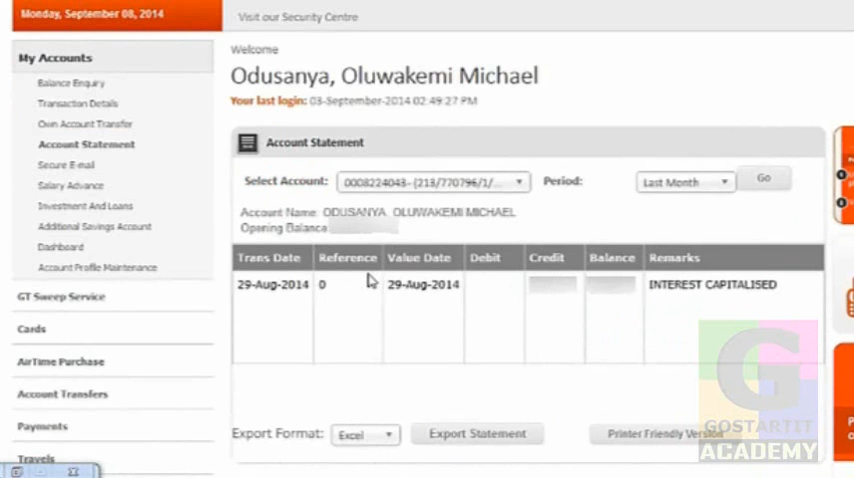 Monday, September 08, 2014
Visit our Security Centre
My Accounts
Balance Enquiry
Transaction Details
Own Account Transfer
Account Statement
Secure E-mail
Salary Advance
Investment And Loans
Additional Savings Account
Dashboard
Account Profile Maintenance
GT Sweep Service
Cards
AirTime Purchase
Account Transfers
Payments
Travels
Welcome
Odusanya, Oluwakemi Michael
Your last login: 03-September-2014 02:49:27 PM
Account Statement
Select Account: 0008224043- (213/770796/1/... Period: Last Month Go
Account Name: ODUSANYA OLUWAKEMI MICHAEL
Opening Balance
Trans Date Reference Value Date Debit Credit Balance Remarks
29-Aug-2014 0 29-Aug-2014 INTEREST CAPITALISED
Export Format: Excel Export Statement Printer Friendly Version
G
GOSTARTIT
ACADEMY